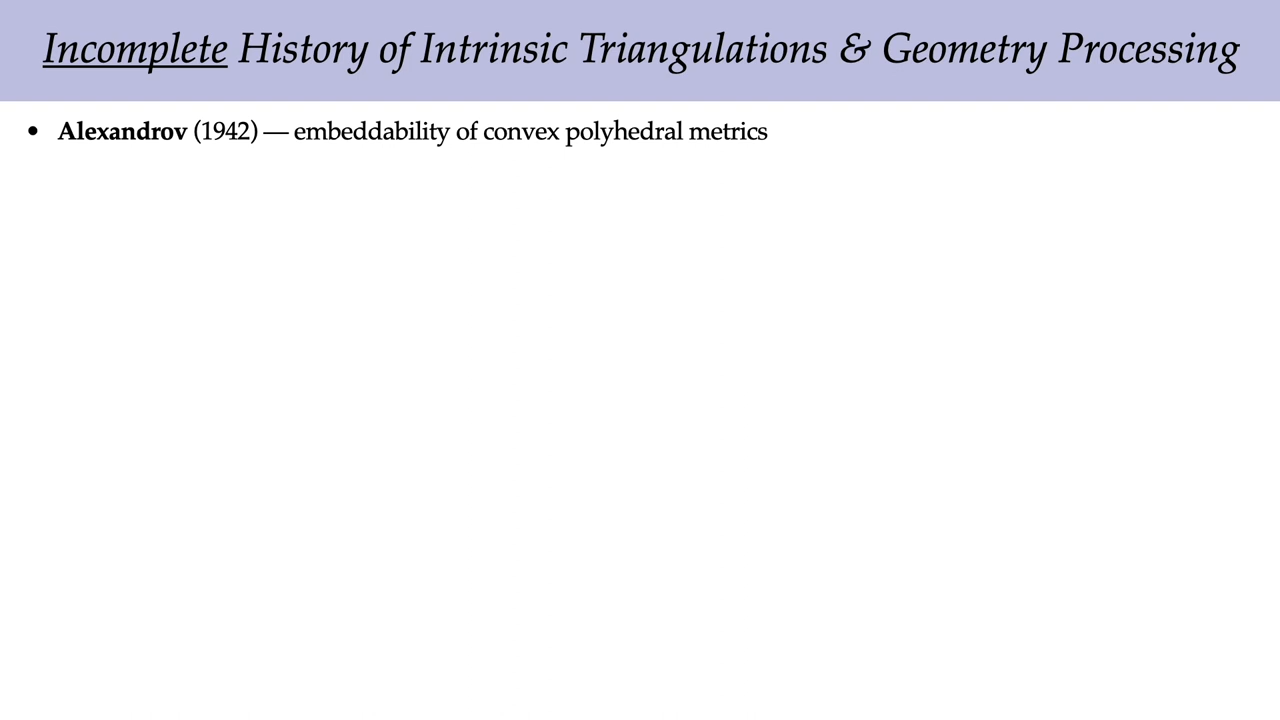 Incomplete History of Intrinsic Triangulations & Geometry Processing
• Alexandrov (1942) — embeddability of convex polyhedral metrics